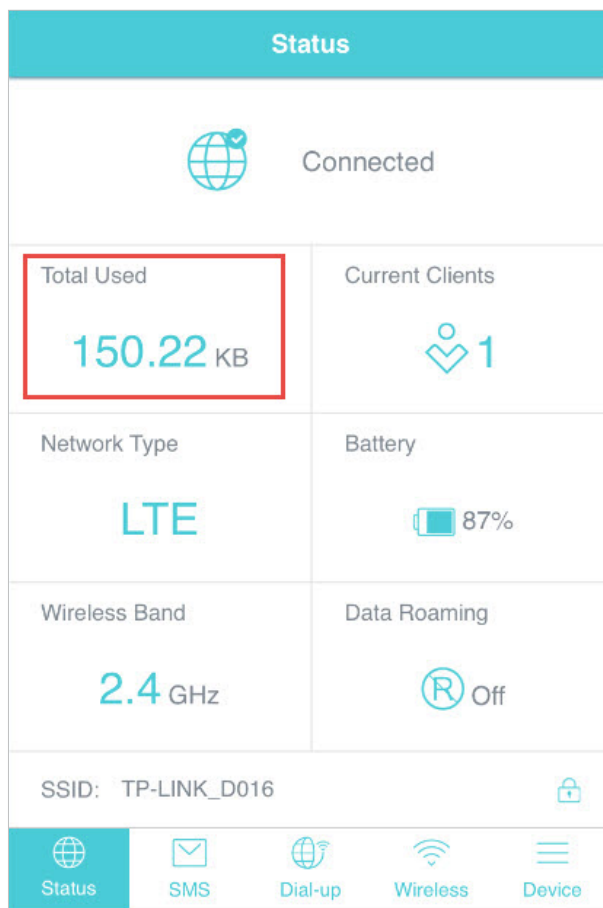 Status
Connected
Total Used
150.22 KB
Current Clients
1
Network Type
LTE
Battery
87%
Wireless Band
2.4 GHz
Data Roaming
R Off
SSID: TP-LINK_D016
Status
SMS
Dial-up
Wireless
Device